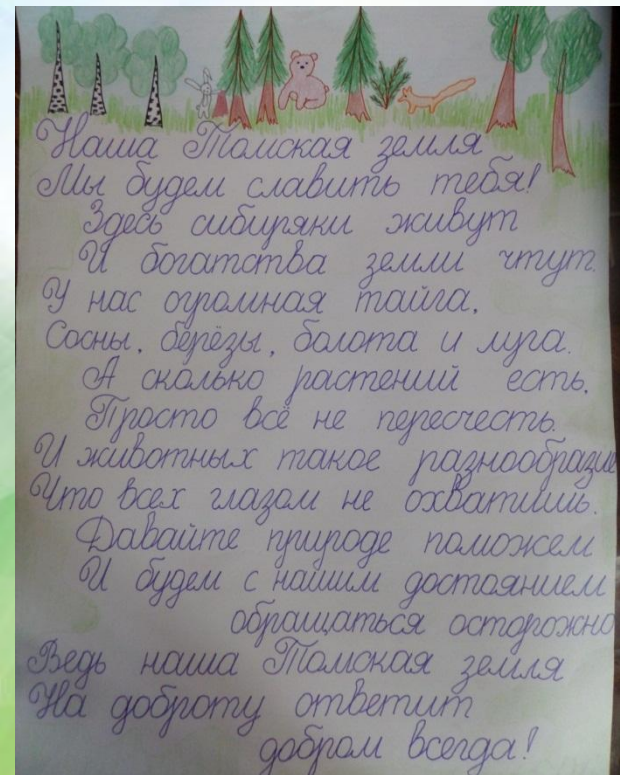 Наша Томская земля
Мы будем славить тебя!
Здесь сибиряки живут
И богатства земли чтут.
У нас огромная тайга,
Сосны, берёзы, болота и луга.
А сколько растений есть,
Просто всё не пересчесть.
И животных такое разнообразие
Что всех глазом не охватишь.
Давайте природе поможем
И будем с нашим достоянием
обращаться осторожно
Ведь наша Томская земля
На доброту ответит
добром всегда!